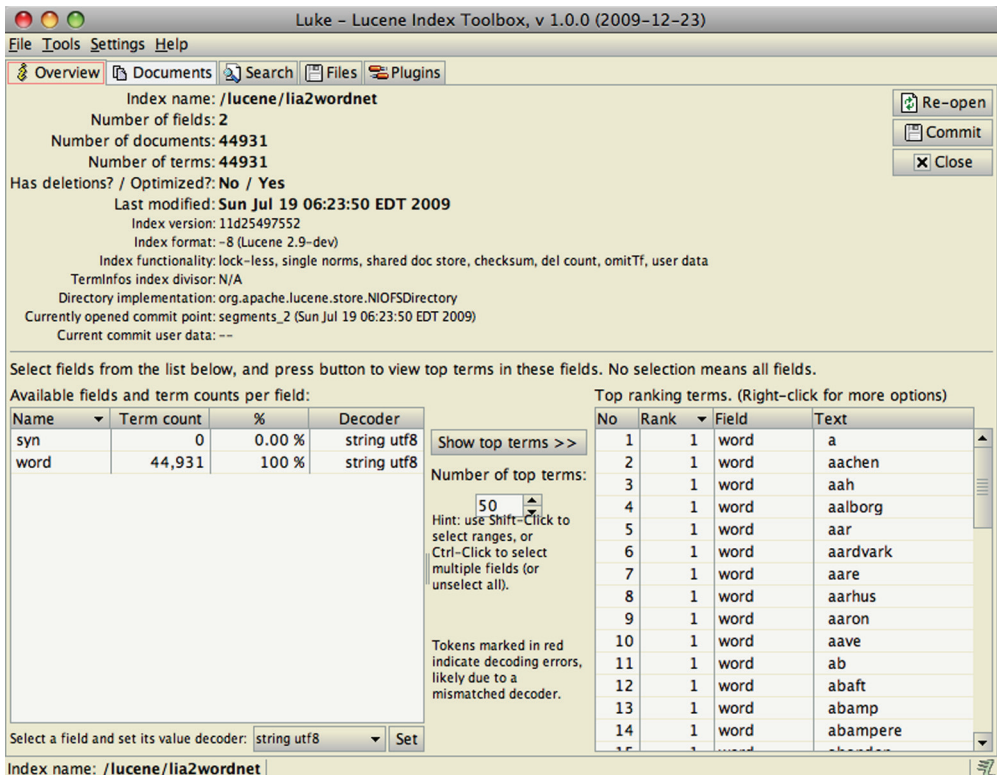 Luke – Lucene Index Toolbox, v 1.0.0 (2009-12-23)
File Tools Settings Help
Overview Documents Search Files Plugins
Index name: /lucene/lia2wordnet
Re-open
Number of fields: 2
Number of documents: 44931
Commit
Number of terms: 44931
Close
Has deletions? / Optimized?: No / Yes
Last modified: Sun Jul 19 06:23:50 EDT 2009
Index version: 11d25497552
Index format: -8 (Lucene 2.9-dev)
Index functionality: lock-less, single norms, shared doc store, checksum, del count, omitTf, user data
TermInfos index divisor: N/A
Directory implementation: org.apache.lucene.store.NIOFSDirectory
Currently opened commit point: segments_2 (Sun Jul 19 06:23:50 EDT 2009)
Current commit user data: --
Select fields from the list below, and press button to view top terms in these fields. No selection means all fields.
Available fields and term counts per field:
Name Term count % Decoder
syn 0 0.00 % string utf8
word 44,931 100 % string utf8
Show top terms >>
Number of top terms:
50
Hint: use Shift-Click to
select ranges, or
Ctrl-Click to select
multiple fields (or
unselect all).
Tokens marked in red
indicate decoding errors,
likely due to a
mismatched decoder.
Top ranking terms. (Right-click for more options)
No Rank Field Text
1 1 word a
2 1 word aachen
3 1 word aah
4 1 word aalborg
5 1 word aar
6 1 word aardvark
7 1 word aare
8 1 word aarhus
9 1 word aaron
10 1 word aave
11 1 word ab
12 1 word abaft
13 1 word abamp
14 1 word abampere
Select a field and set its value decoder: string utf8 Set
Index name: /lucene/lia2wordnet